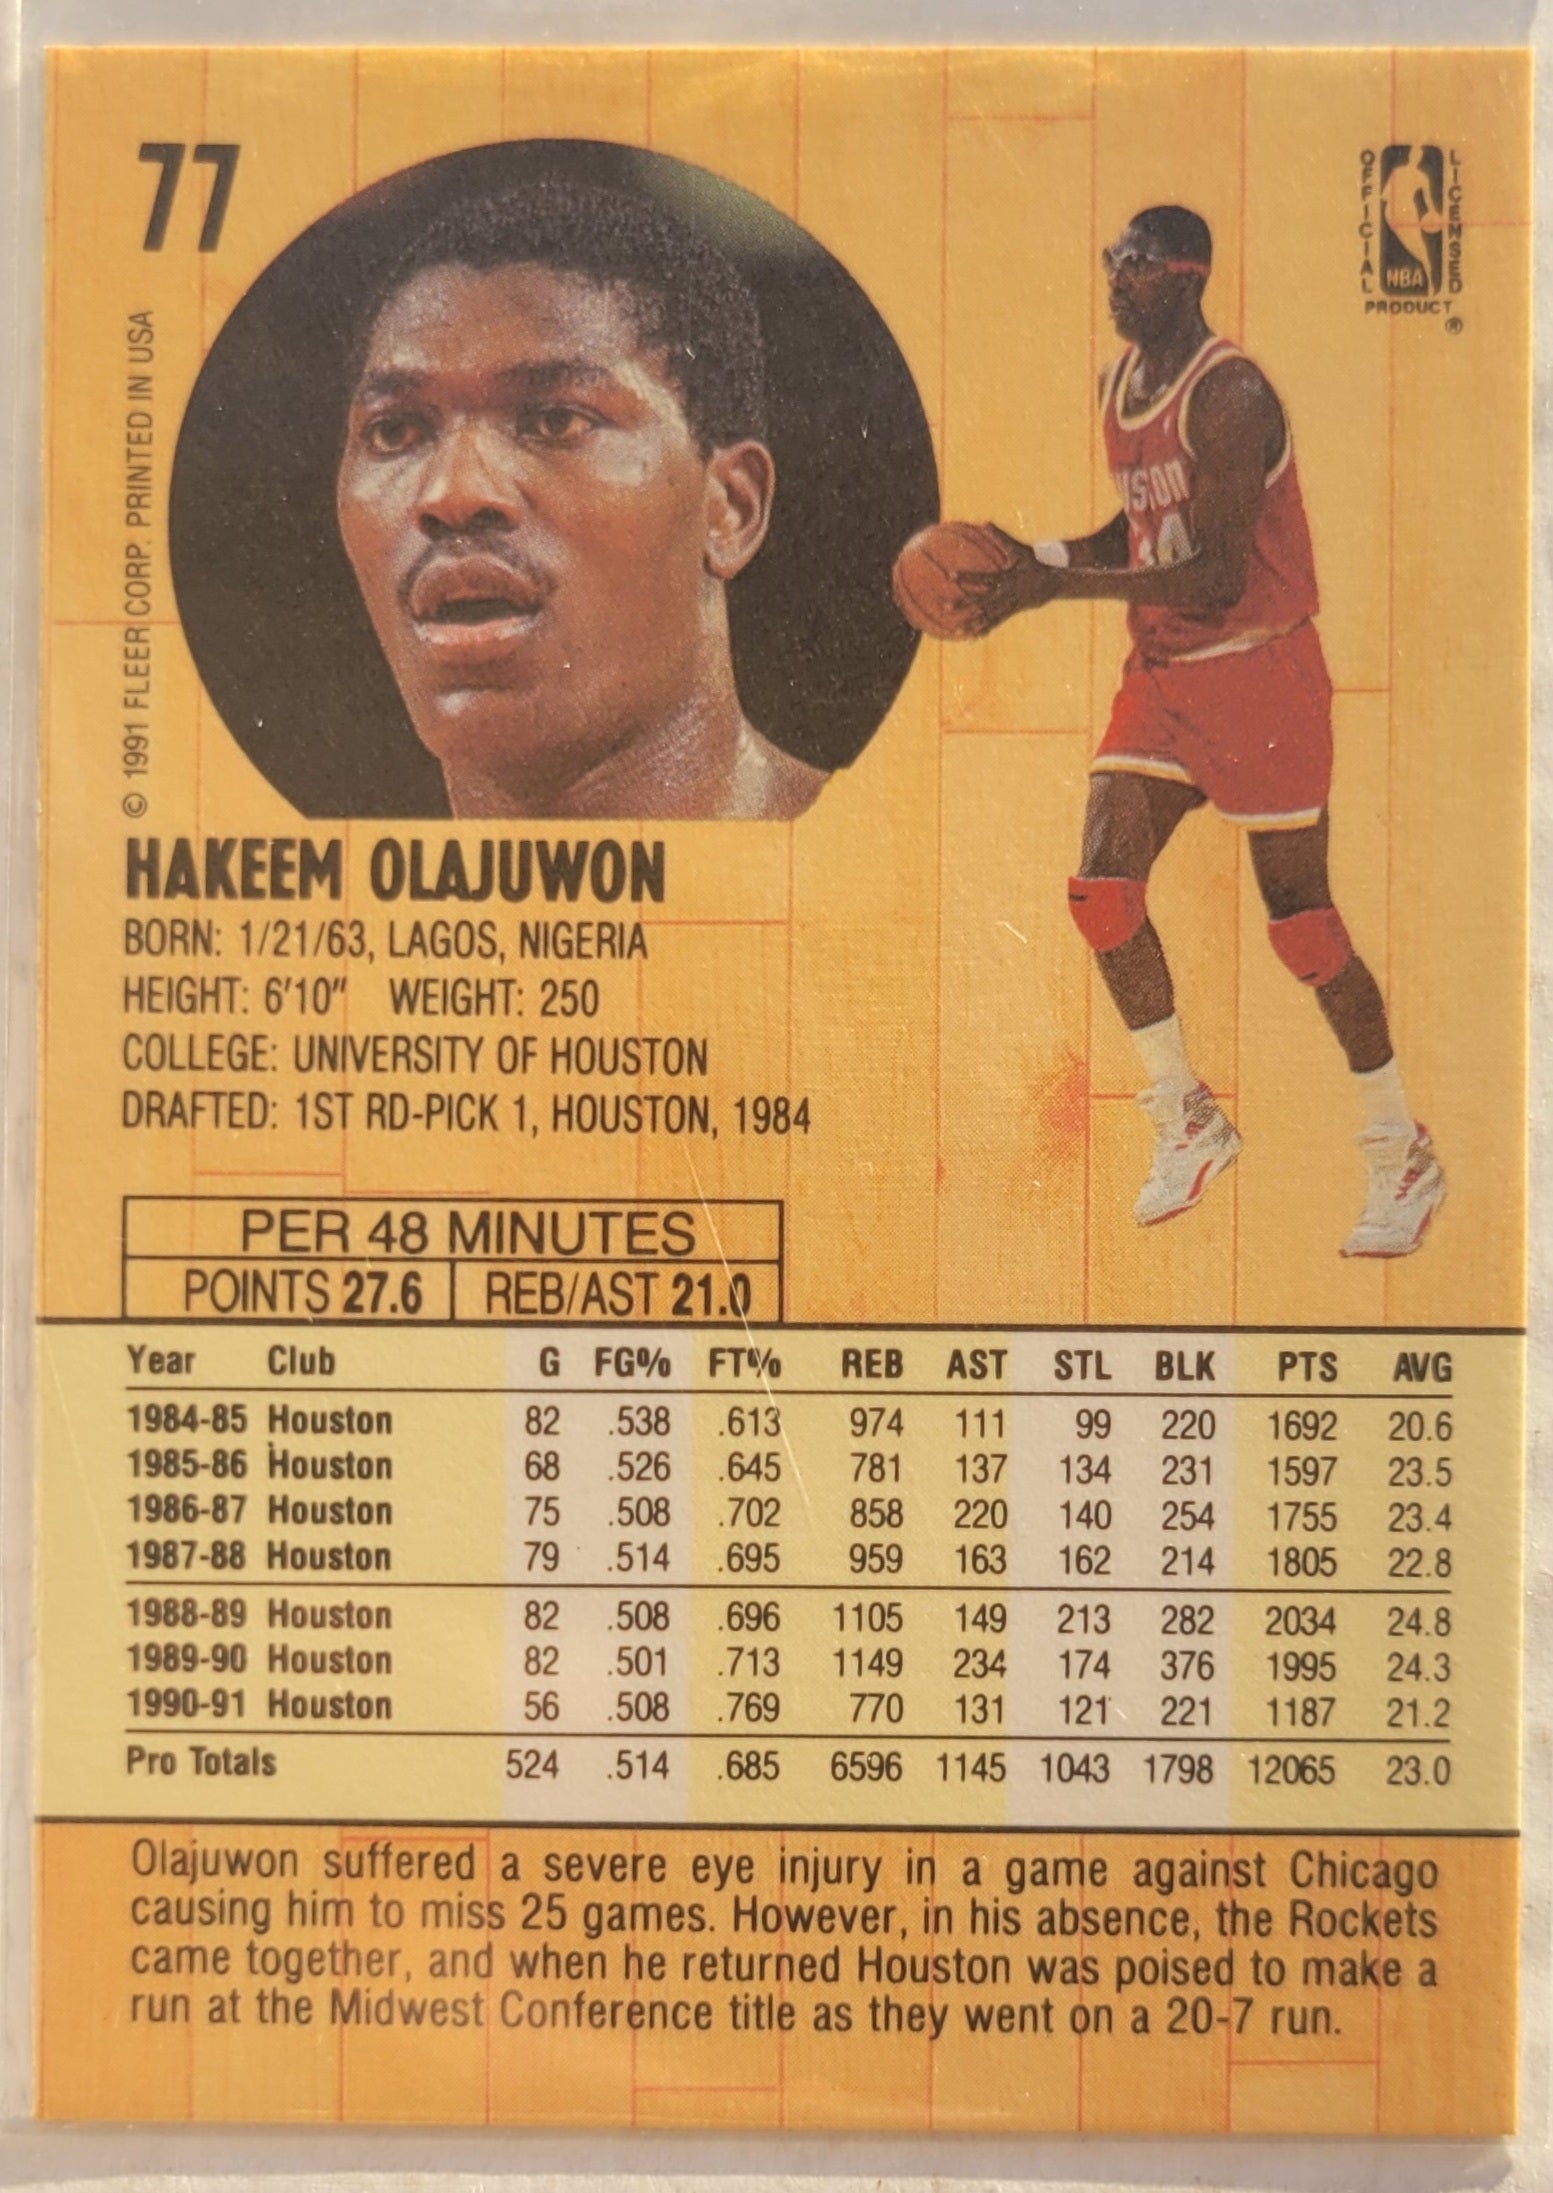 77
OFFICIAL
LICENSED
NBA
PRODUCT
®
© 1991 FLEER CORP. PRINTED IN USA
HOUSTON
HAKEEM OLAJUWON
BORN: 1/21/63, LAGOS, NIGERIA
HEIGHT: 6'10" WEIGHT: 250
COLLEGE: UNIVERSITY OF HOUSTON
DRAFTED: 1ST RD-PICK 1, HOUSTON, 1984
PER 48 MINUTES
POINTS 27.6 REB/AST 21.0
Year Club G FG% FT% REB AST STL BLK PTS AVG
1984-85 Houston 82 .538 .613 974 111 99 220 1692 20.6
1985-86 Houston 68 .526 .645 781 137 134 231 1597 23.5
1986-87 Houston 75 .508 .702 858 220 140 254 1755 23.4
1987-88 Houston 79 .514 .695 959 163 162 214 1805 22.8
1988-89 Houston 82 .508 .696 1105 149 213 282 2034 24.8
1989-90 Houston 82 .501 .713 1149 234 174 376 1995 24.3
1990-91 Houston 56 .508 .769 770 131 121 221 1187 21.2
Pro Totals 524 .514 .685 6596 1145 1043 1798 12065 23.0
Olajuwon suffered a severe eye injury in a game against Chicago
causing him to miss 25 games. However, in his absence, the Rockets
came together, and when he returned Houston was poised to make a
run at the Midwest Conference title as they went on a 20-7 run.